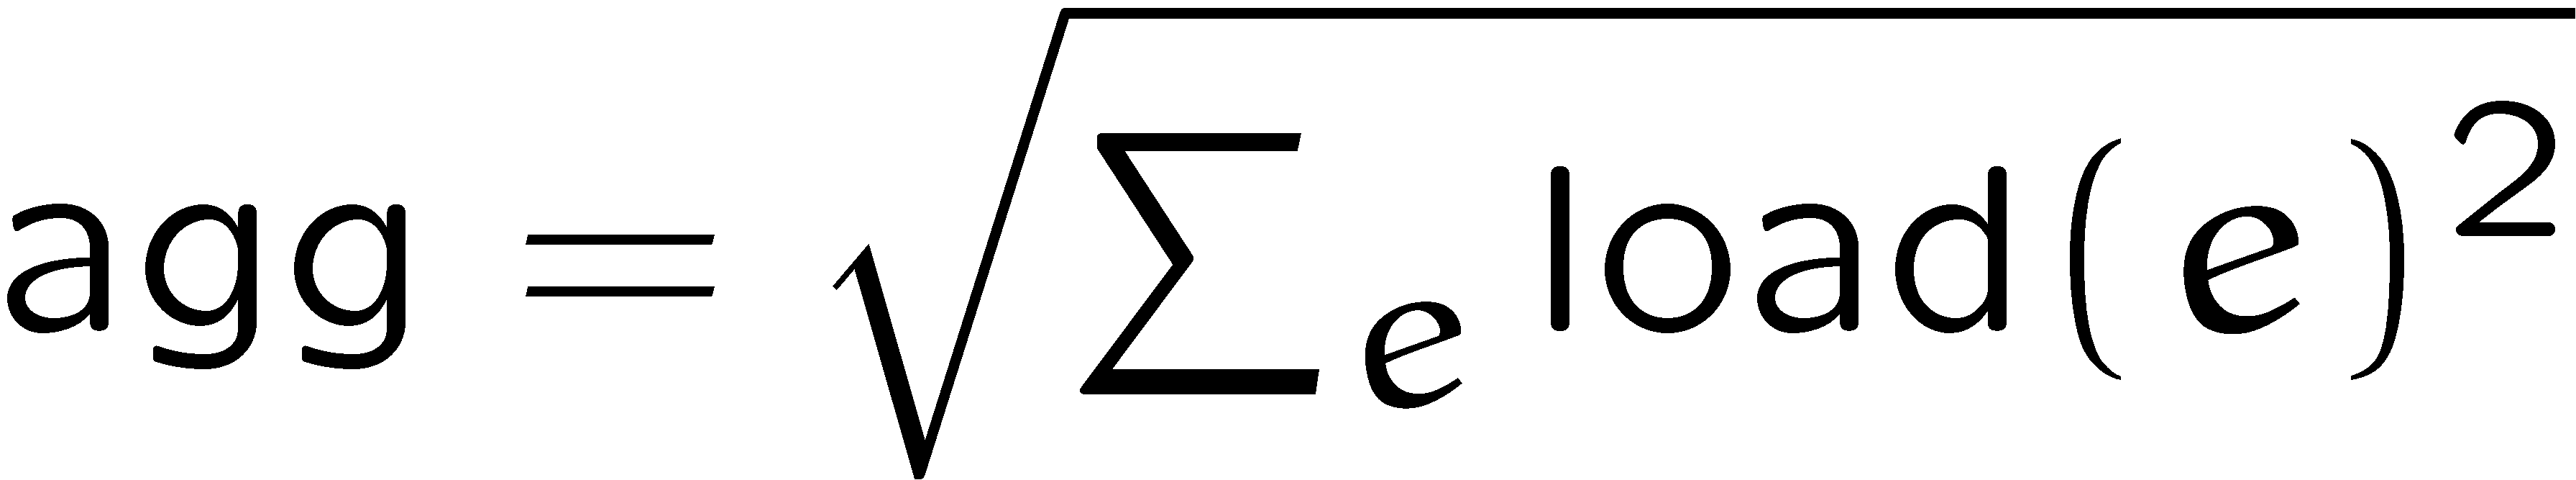 agg = √∑ₑ load(e)²